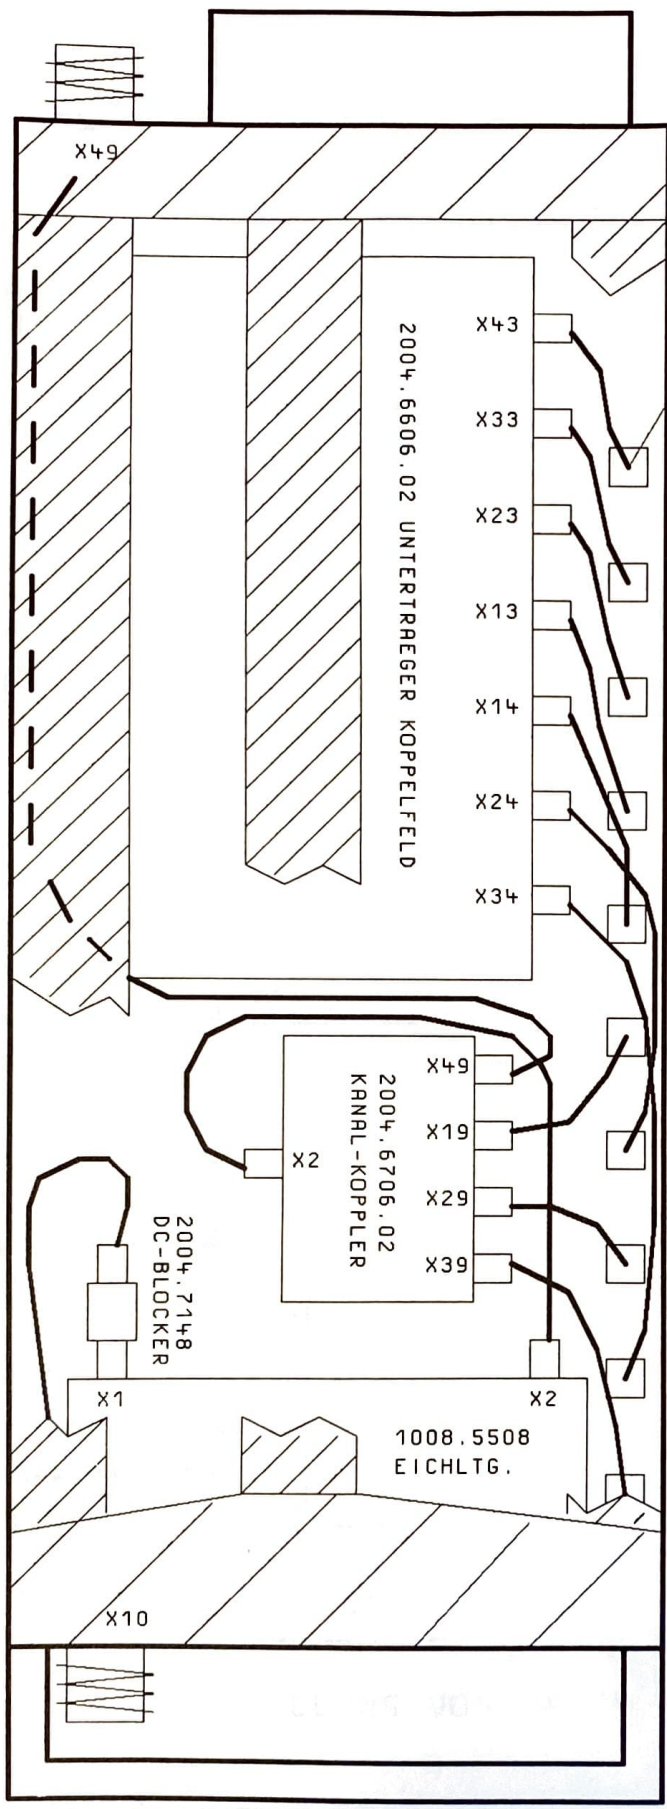 X49
X43
X33
X23
X13
X14
X24
X34
2004.6606.02 UNTERTRAEGER KOPPELFELD
X49
X19
X29
X39
X2
2004.6706.02
KANAL-KOPPLER
2004.7148
DC-BLOCKER
X1
X2
1008.5508
EICHLTG.
X10